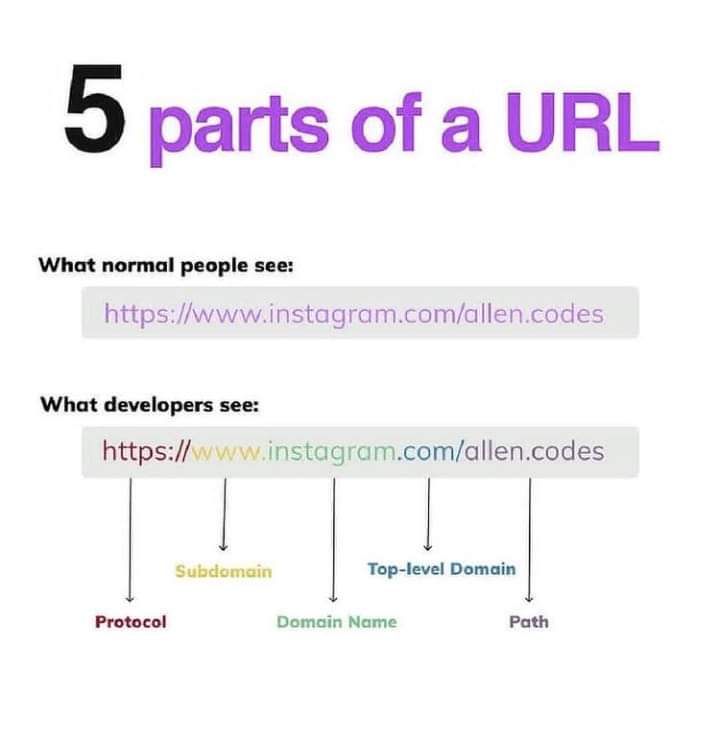 5 parts of a URL
What normal people see:
https://www.instagram.com/allen.codes
What developers see:
https://www.instagram.com/allen.codes
Subdomain
Top-level Domain
Protocol
Domain Name
Path